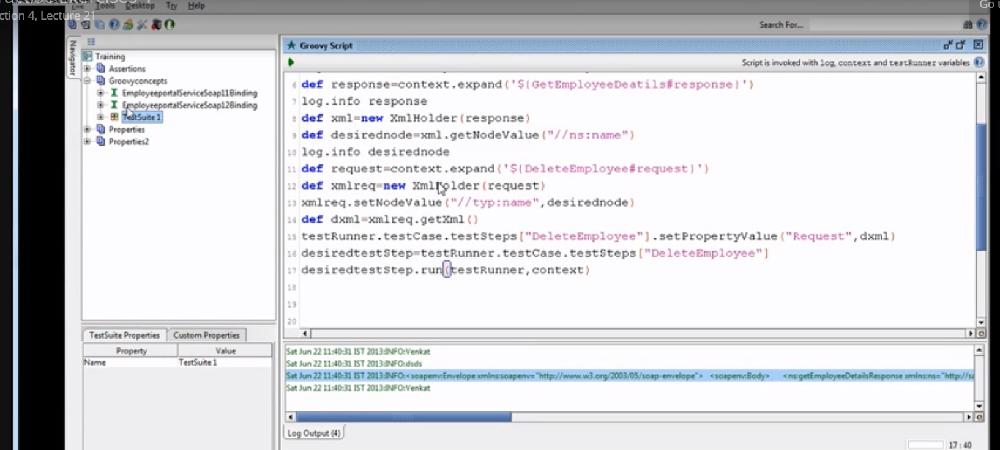 ction 4, Lecture 21
Go t
Tools Desktop Try Help
Search For...
Navigator
Training
Assertions
Groovyconcepts
EmployeeportalServiceSoap11Binding
EmployeeportalServiceSoap12Binding
TestSuite 1
Properties
Properties2
TestSuite Properties Custom Properties
Property Value
Name TestSuite 1
Groovy Script
Script is invoked with log, context and testRunner variables
6 def response=context.expand('${GetEmployeeDeatils#response}')
7 log.info response
8 def xml=new XmlHolder(response)
9 def desirednode=xml.getNodeValue("//ns:name")
10 log.info desirednode
11 def request=context.expand('${DeleteEmployee#request}')
12 def xmlreq=new XmlHolder(request)
13 xmlreq.setNodeValue("//typ:name",desirednode)
14 def dxml=xmlreq.getXml()
15 testRunner.testCase.testSteps["DeleteEmployee"].setPropertyValue("Request",dxml)
16 desiredtestStep=testRunner.testCase.testSteps["DeleteEmployee"]
17 desiredtestStep.run(testRunner,context)
18
19
20
Sat Jun 22 11:40:31 IST 2013:INFO:Venkat
Sat Jun 22 11:40:31 IST 2013:INFO:dsds
Sat Jun 22 11:40:31 IST 2013:INFO:<soapenv:Envelope xmlns:soapenv="http://www.w3.org/2003/05/soap-envelope"> <soapenv:Body> <ns:getEmployeeDetailsResponse xmlns:ns="http://sa
Sat Jun 22 11:40:31 IST 2013:INFO:Venkat
Log Output (4)
17 : 40